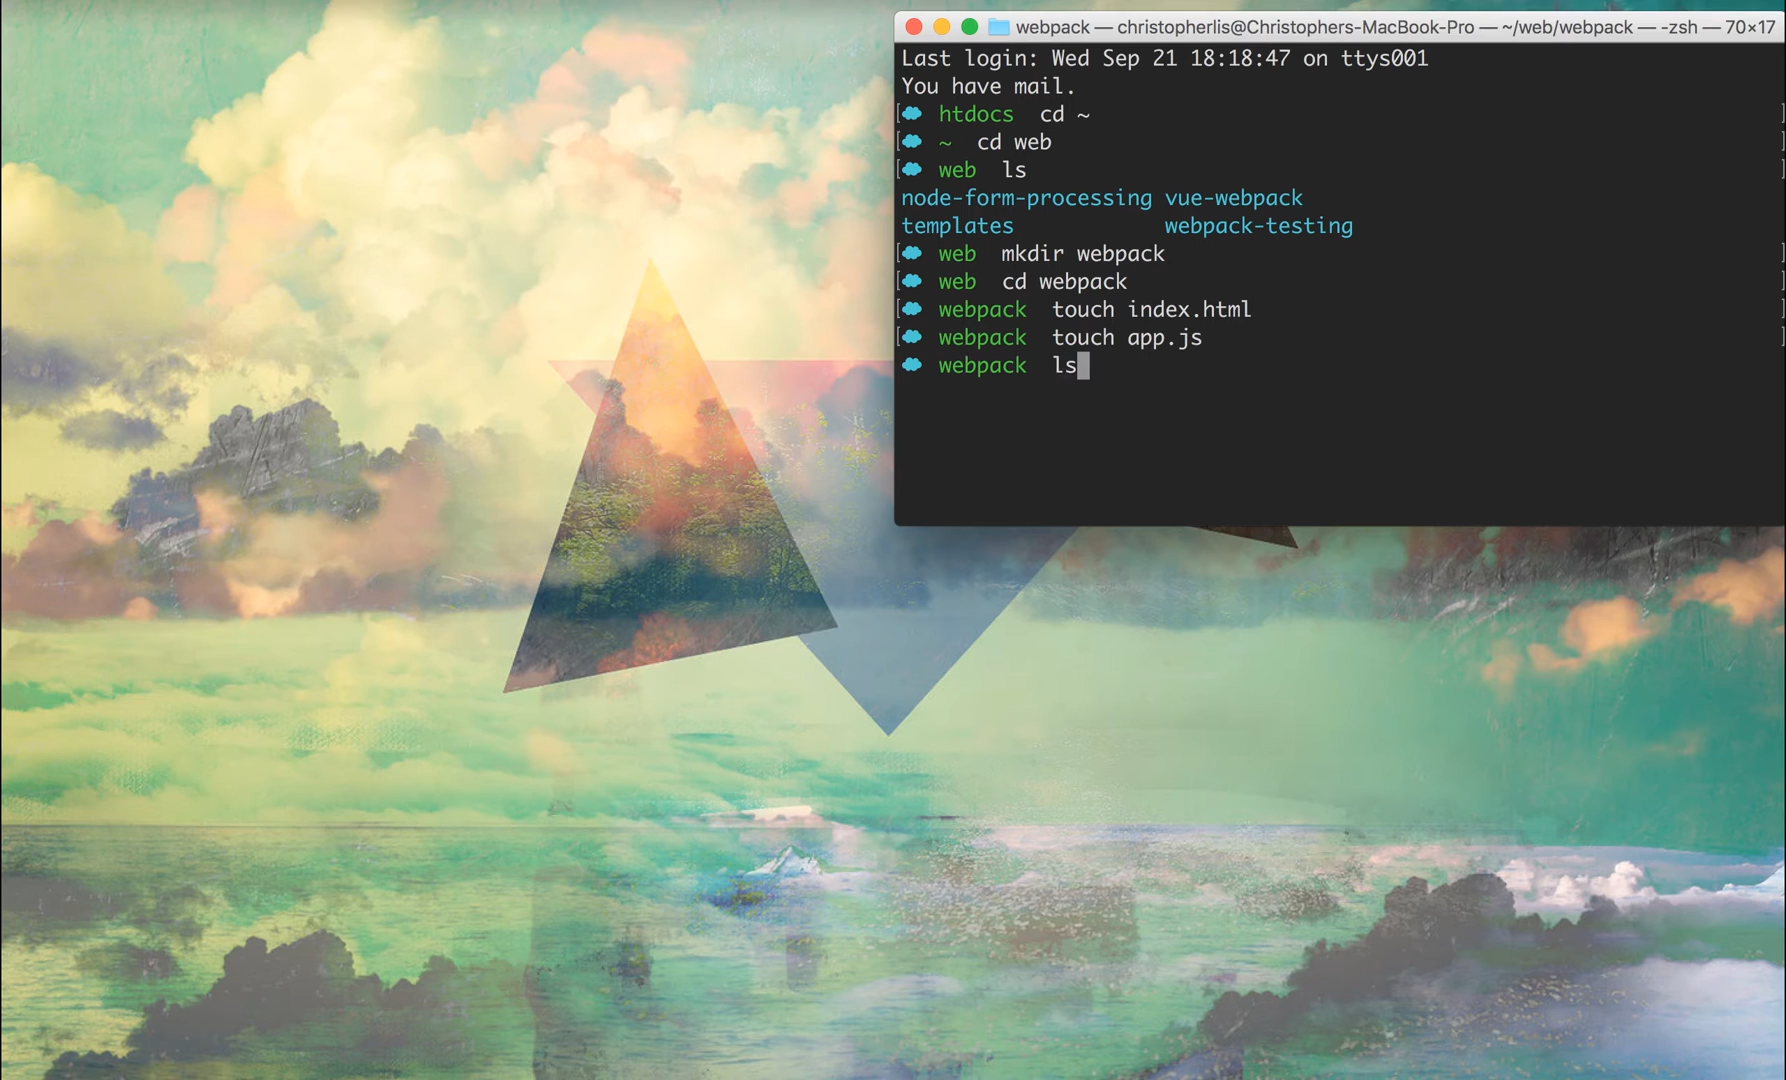 webpack — christopherlis@Christophers-MacBook-Pro — ~/web/webpack — -zsh — 70×17
Last login: Wed Sep 21 18:18:47 on ttys001
You have mail.
htdocs cd ~
~ cd web
web ls
node-form-processing vue-webpack
templates webpack-testing
web mkdir webpack
web cd webpack
webpack touch index.html
webpack touch app.js
webpack ls